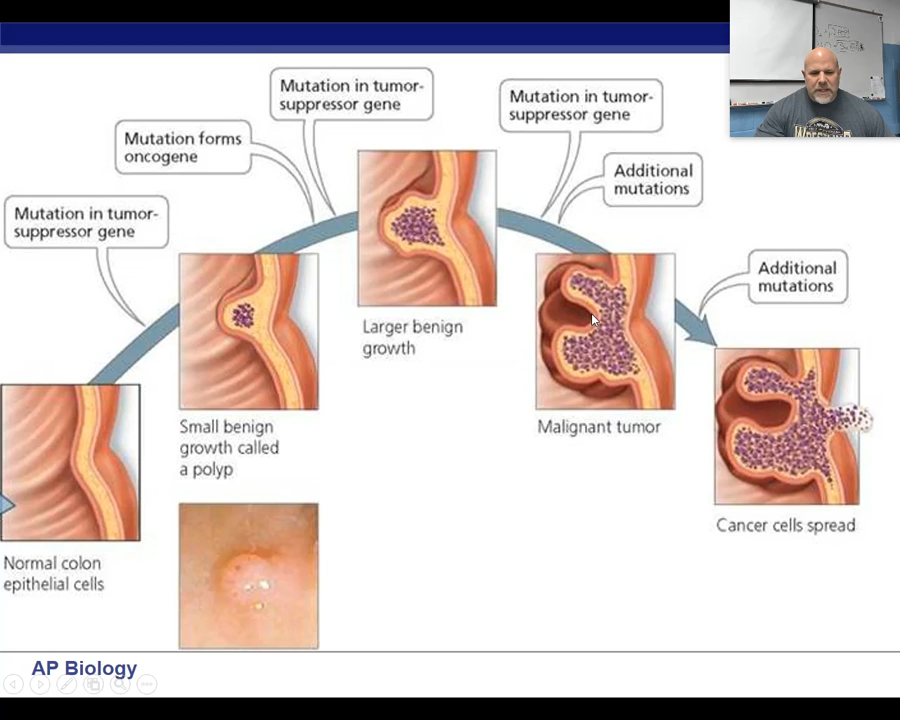 Mutation in tumor-
suppressor gene
Mutation forms
oncogene
Mutation in tumor-
suppressor gene
Mutation in tumor-
suppressor gene
Additional
mutations
Additional
mutations
Normal colon
epithelial cells
Small benign
growth called
a polyp
Larger benign
growth
Malignant tumor
Cancer cells spread
AP Biology